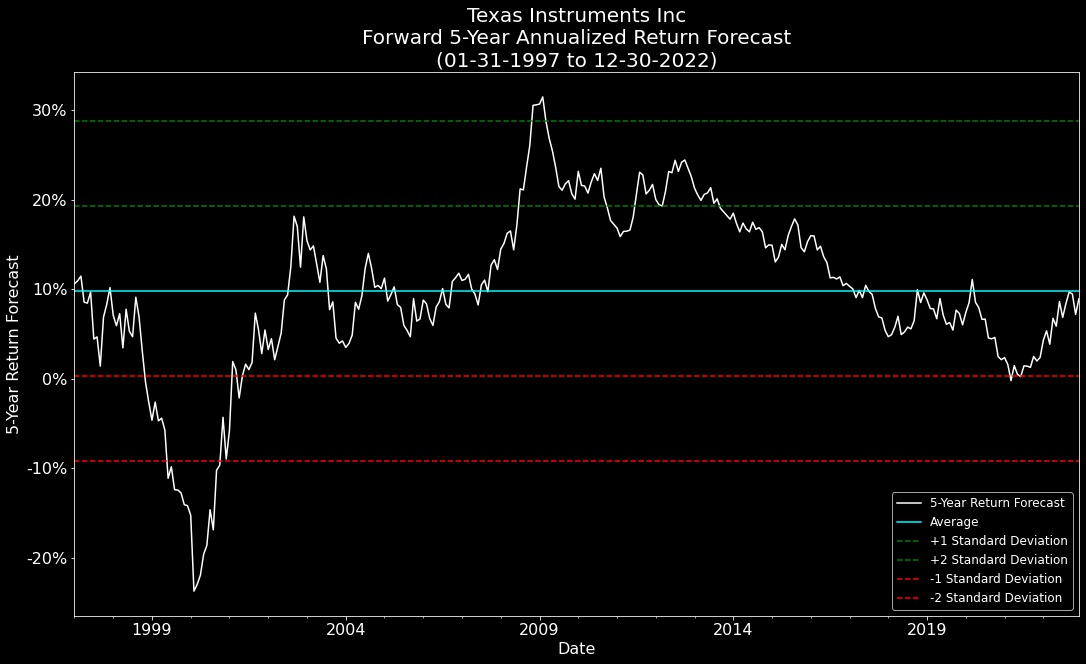 Texas Instruments Inc
Forward 5-Year Annualized Return Forecast
(01-31-1997 to 12-30-2022)
30%
20%
10%
0%
-10%
-20%
5-Year Return Forecast
1999
2004
2009
2014
2019
Date
5-Year Return Forecast
Average
+1 Standard Deviation
+2 Standard Deviation
-1 Standard Deviation
-2 Standard Deviation